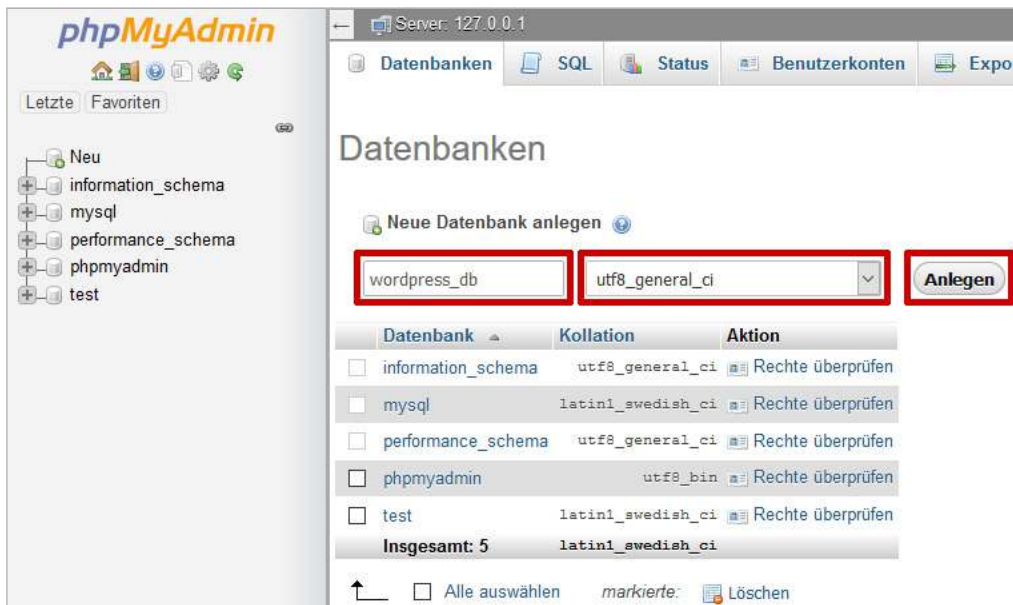 phpMyAdmin
Letzte Favoriten
Neu
information_schema
mysql
performance_schema
phpmyadmin
test
Server: 127.0.0.1
Datenbanken SQL Status Benutzerkonten Expo
Datenbanken
Neue Datenbank anlegen
wordpress_db utf8_general_ci Anlegen
Datenbank Kollation Aktion
information_schema utf8_general_ci Rechte überprüfen
mysql latin1_swedish_ci Rechte überprüfen
performance_schema utf8_general_ci Rechte überprüfen
phpmyadmin utf8_bin Rechte überprüfen
test latin1_swedish_ci Rechte überprüfen
Insgesamt: 5 latin1_swedish_ci
Alle auswählen markierte: Löschen